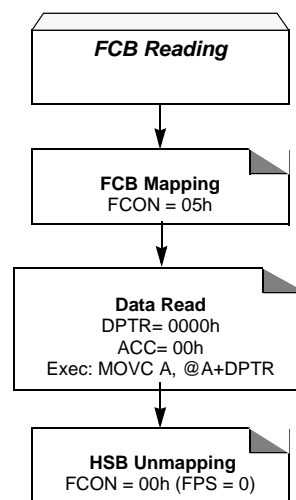 FCB Reading
FCB Mapping
FCON = 05h
Data Read
DPTR= 0000h
ACC= 00h
Exec: MOVC A, @A+DPTR
HSB Unmapping
FCON = 00h (FPS = 0)